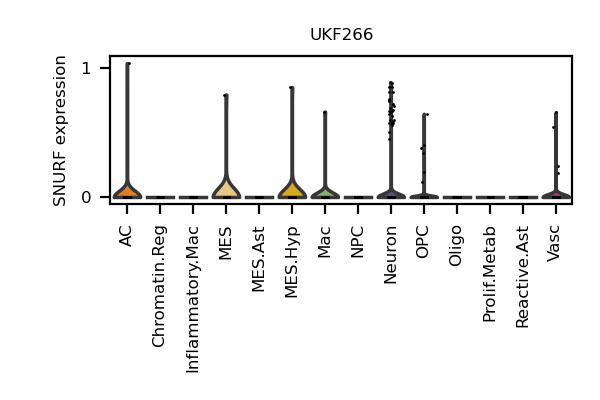 UKF266
SNURF expression
1
0
AC
Chromatin.Reg
Inflammatory.Mac
MES
MES.Ast
MES.Hyp
Mac
NPC
Neuron
OPC
Oligo
Prolif.Metab
Reactive.Ast
Vasc